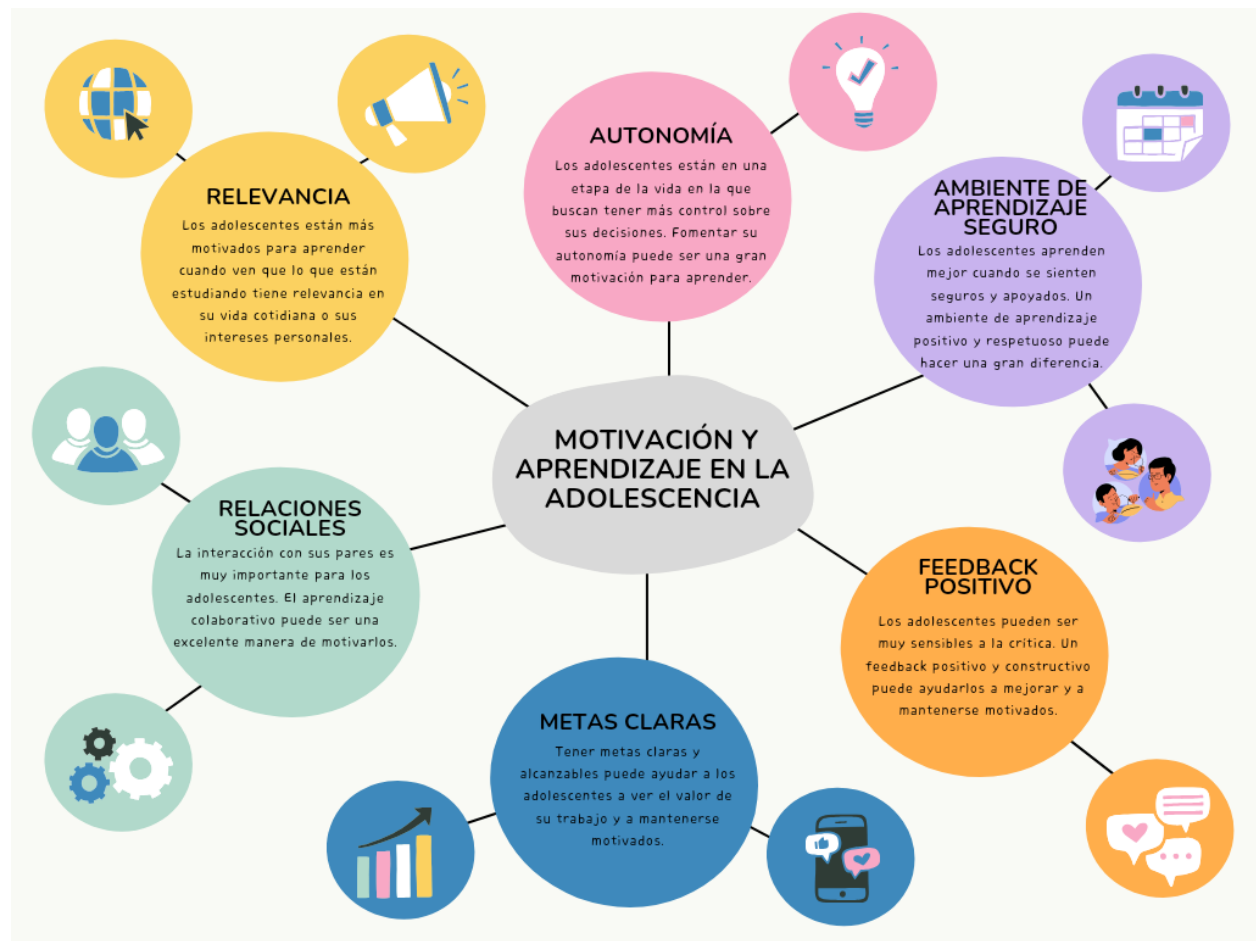 MOTIVACIÓN Y
APRENDIZAJE EN LA
ADOLESCENCIA
RELEVANCIA
Los adolescentes están más
motivados para aprender
cuando ven que lo que están
estudiando tiene relevancia en
su vida cotidiana o sus
intereses personales.
AUTONOMÍA
Los adolescentes están en una
etapa de la vida en la que
buscan tener más control sobre
sus decisiones. Fomentar su
autonomía puede ser una gran
motivación para aprender.
AMBIENTE DE
APRENDIZAJE
SEGURO
Los adolescentes aprenden
mejor cuando se sienten
seguros y apoyados. Un
ambiente de aprendizaje
positivo y respetuoso puede
hacer una gran diferencia.
RELACIONES
SOCIALES
La interacción con sus pares es
muy importante para los
adolescentes. El aprendizaje
colaborativo puede ser una
excelente manera de motivarlos.
FEEDBACK
POSITIVO
Los adolescentes pueden ser
muy sensibles a la crítica. Un
feedback positivo y constructivo
puede ayudarlos a mejorar y a
mantenerse motivados.
METAS CLARAS
Tener metas claras y
alcanzables puede ayudar a los
adolescentes a ver el valor de
su trabajo y a mantenerse
motivados.